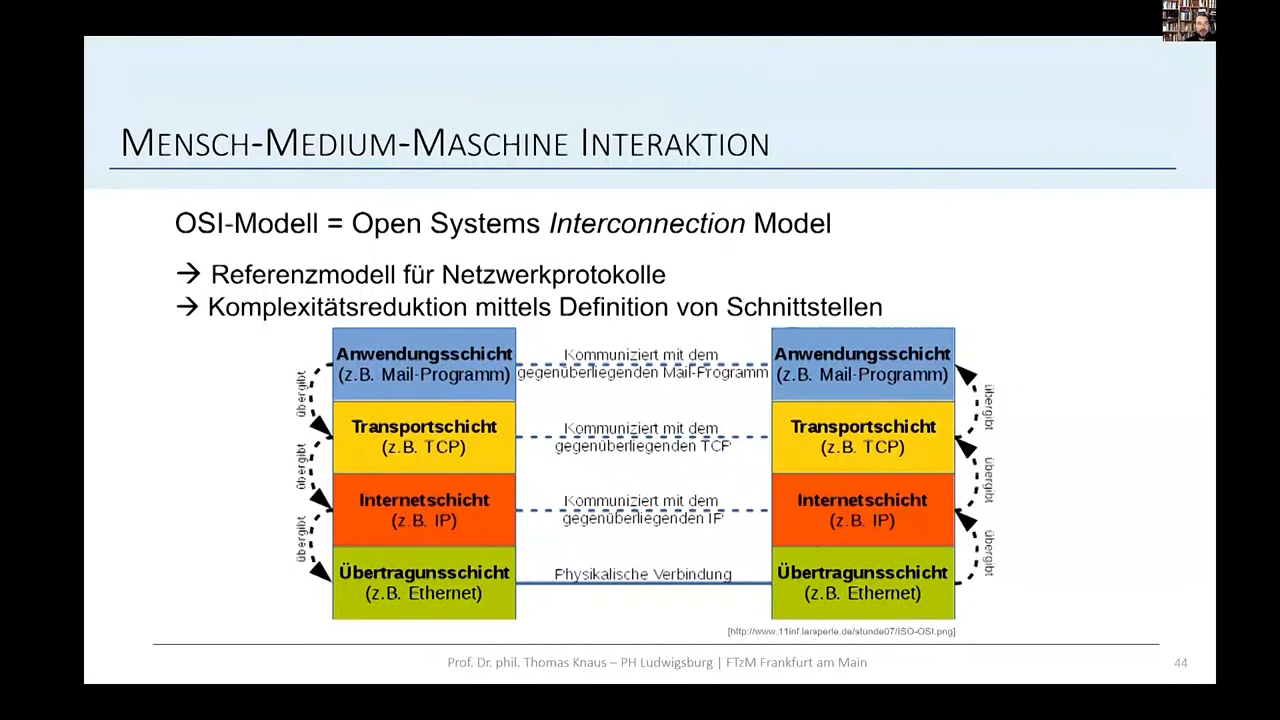 MENSCH-MEDIUM-MASCHINE INTERAKTION
OSI-Modell = Open Systems Interconnection Model
→ Referenzmodell für Netzwerkprotokolle
→ Komplexitätsreduktion mittels Definition von Schnittstellen
Anwendungsschicht
(z.B. Mail-Programm)
Kommuniziert mit dem
gegenüberliegenden Mail-Programm
Anwendungsschicht
(z.B. Mail-Programm)
übergibt
übergibt
Transportschicht
(z.B. TCP)
Kommuniziert mit dem
gegenüberliegenden TCP
Transportschicht
(z.B. TCP)
übergibt
übergibt
Internetschicht
(z.B. IP)
Kommuniziert mit dem
gegenüberliegenden IP
Internetschicht
(z.B. IP)
übergibt
übergibt
Übertragunsschicht
(z.B. Ethernet)
Physikalische Verbindung
Übertragunsschicht
(z.B. Ethernet)
[http://www.11inf.larsperle.de/stunde07/ISO-OSI.png]
Prof. Dr. phil. Thomas Knaus – PH Ludwigsburg | FTzM Frankfurt am Main
44